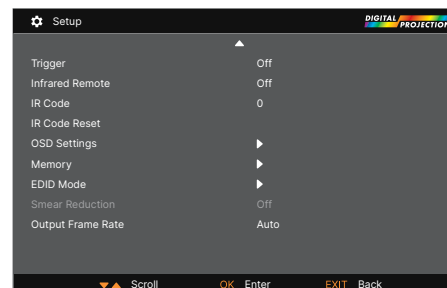 Setup
DIGITAL PROJECTION
Trigger Off
Infrared Remote Off
IR Code 0
IR Code Reset
OSD Settings
Memory
EDID Mode
Smear Reduction Off
Output Frame Rate Auto
Scroll OK Enter EXIT Back